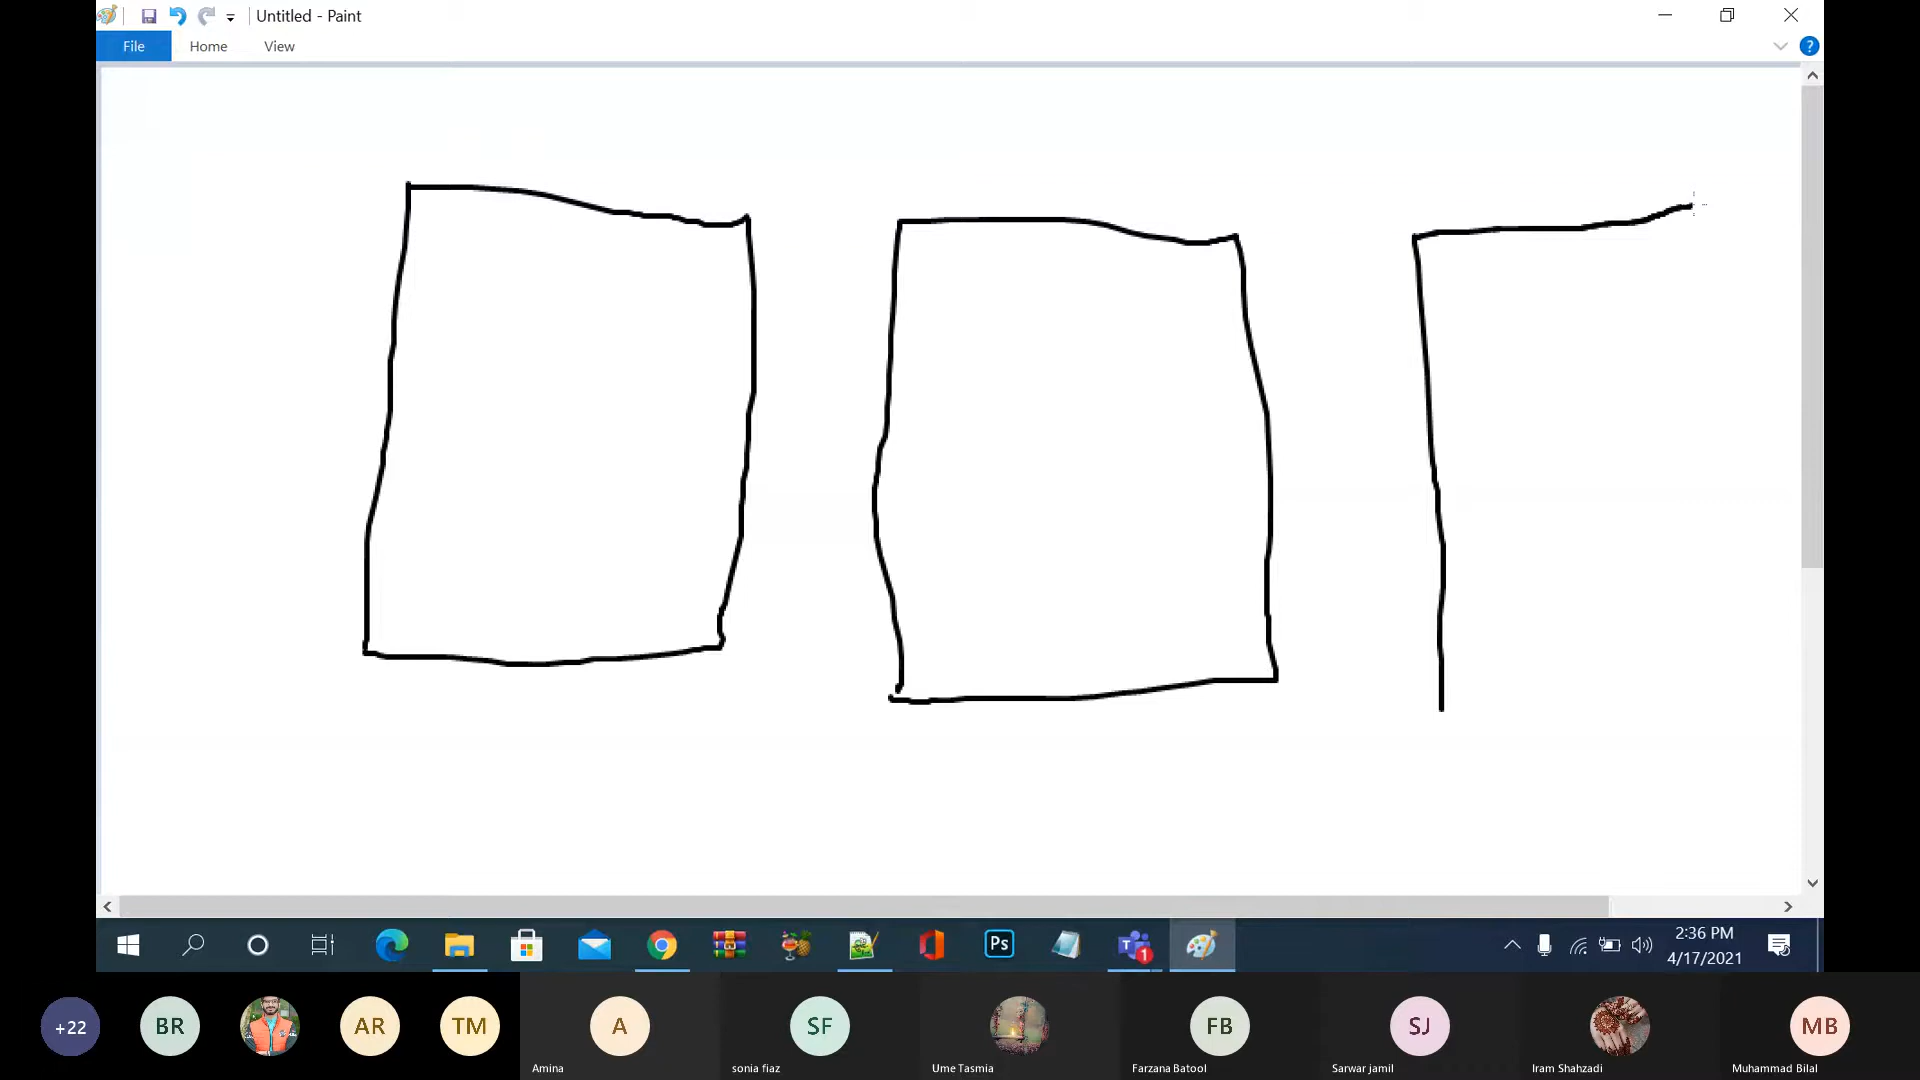 Untitled - Paint
File Home View
?
Ps
T 1
2:36 PM
4/17/2021
+22 BR AR TM A SF FB SJ MB
Amina sonia fiaz Ume Tasmia Farzana Batool Sarwar jamil Iram Shahzadi Muhammad Bilal